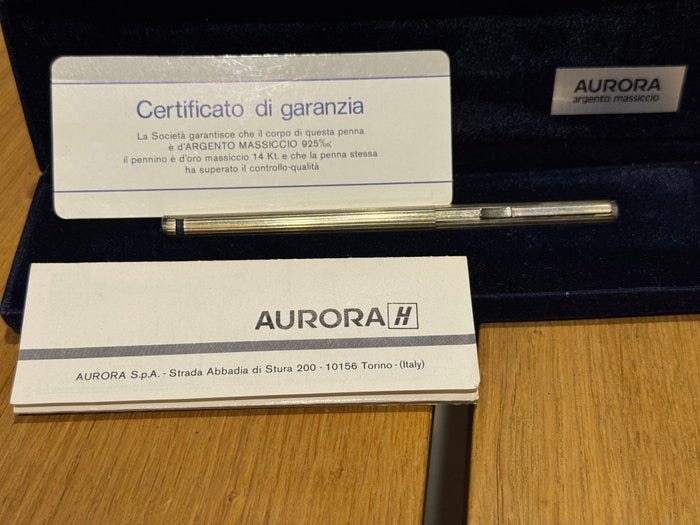 Certificato di garanzia
La Società garantisce che il corpo di questa penna
è d'ARGENTO MASSICCIO 925‰;
il pennino è d'oro massiccio 14 Kt. e che la penna stessa
ha superato il controllo-qualità
AURORA
argento massiccio
AURORA H
AURORA S.p.A. - Strada Abbadia di Stura 200 - 10156 Torino - (Italy)